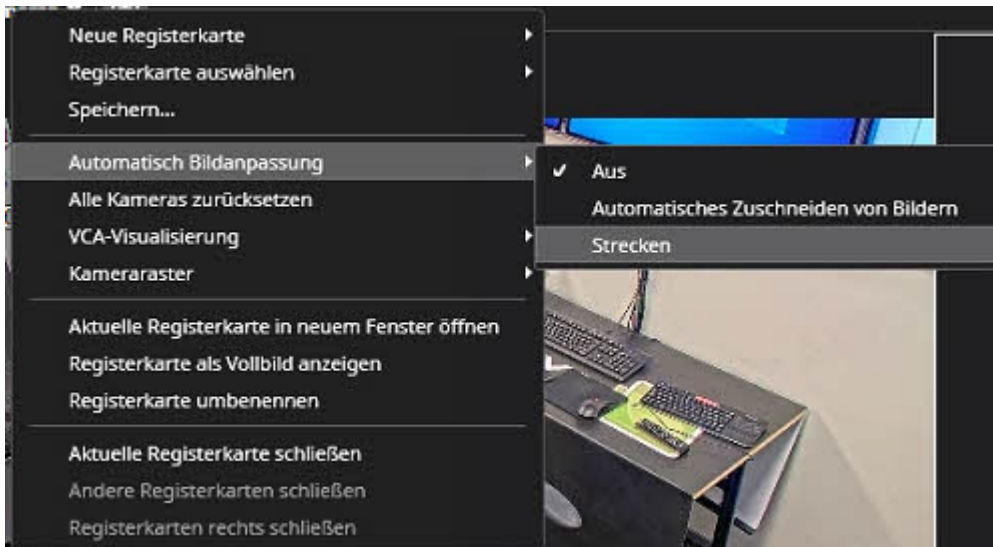 Neue Registerkarte
Registerkarte auswählen
Speichern...
Automatisch Bildanpassung
Alle Kameras zurücksetzen
VCA-Visualisierung
Kameraraster
Aktuelle Registerkarte in neuem Fenster öffnen
Registerkarte als Vollbild anzeigen
Registerkarte umbenennen
Aktuelle Registerkarte schließen
Andere Registerkarten schließen
Registerkarten rechts schließen
Aus
Automatisches Zuschneiden von Bildern
Strecken